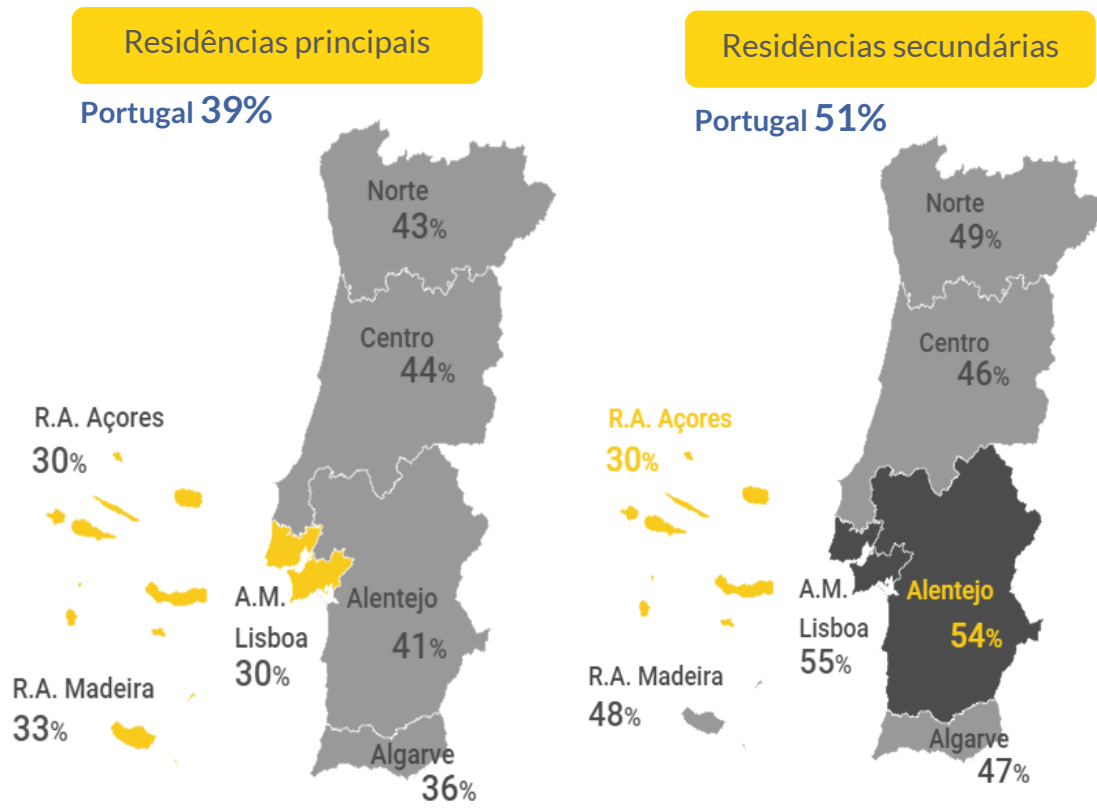 Residências principais
Portugal 39%
Norte
43%
Centro
44%
R.A. Açores
30%
A.M.
Lisboa
30%
Alentejo
41%
R.A. Madeira
33%
Algarve
36%
Residências secundárias
Portugal 51%
Norte
49%
Centro
46%
R.A. Açores
30%
A.M.
Lisboa
55%
Alentejo
54%
R.A. Madeira
48%
Algarve
47%